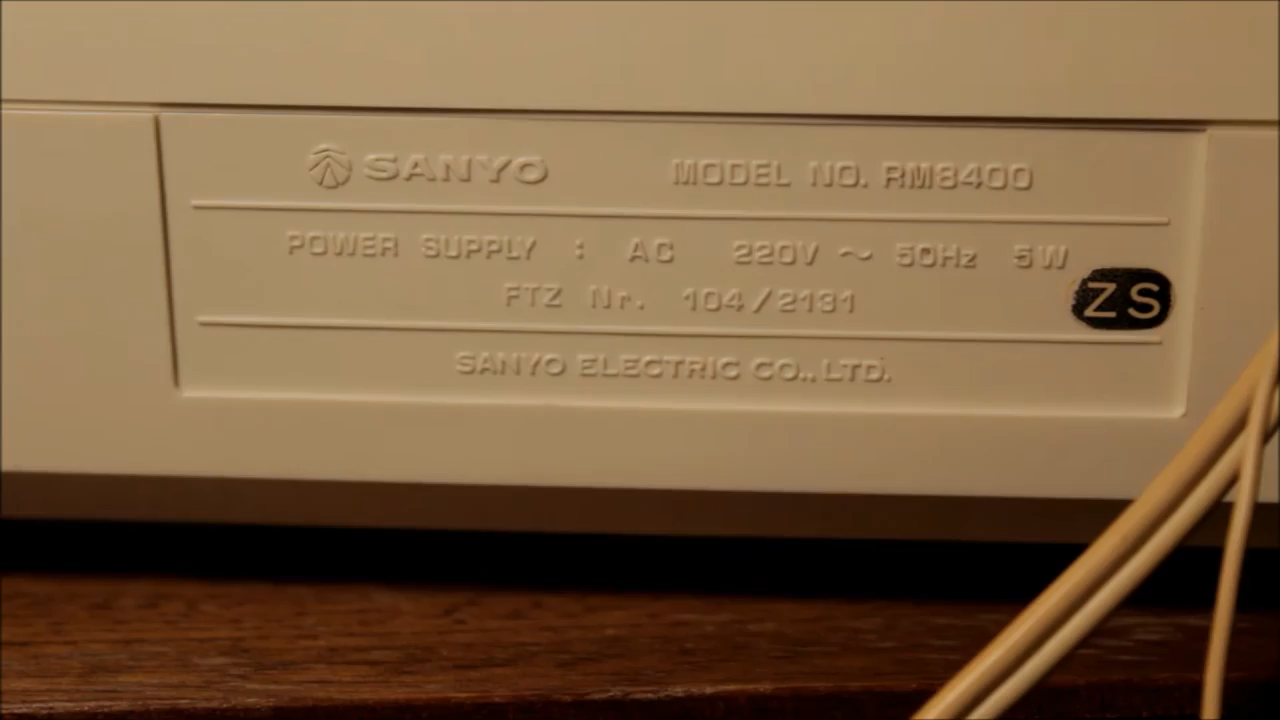 SANYO MODEL NO. RM8400
POWER SUPPLY : AC 220V ~ 50Hz 5W
FTZ Nr. 104/2131
ZS
SANYO ELECTRIC CO., LTD.